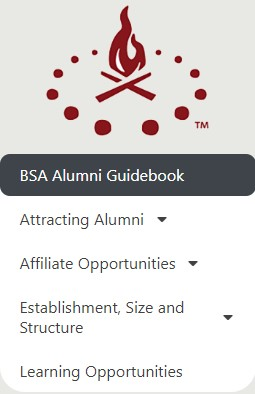 TM
BSA Alumni Guidebook
Attracting Alumni
Affiliate Opportunities
Establishment, Size and
Structure
Learning Opportunities